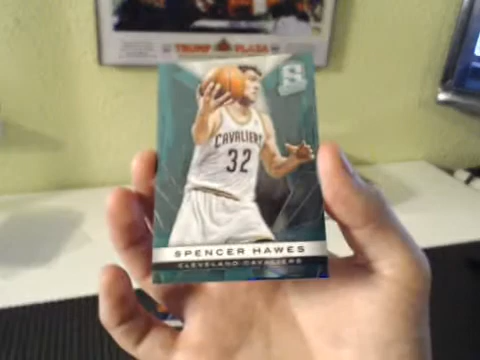 TRUMP PLAZA
CAVALIERS
32
SPENCER HAWES
CLEVELAND CAVALIERS